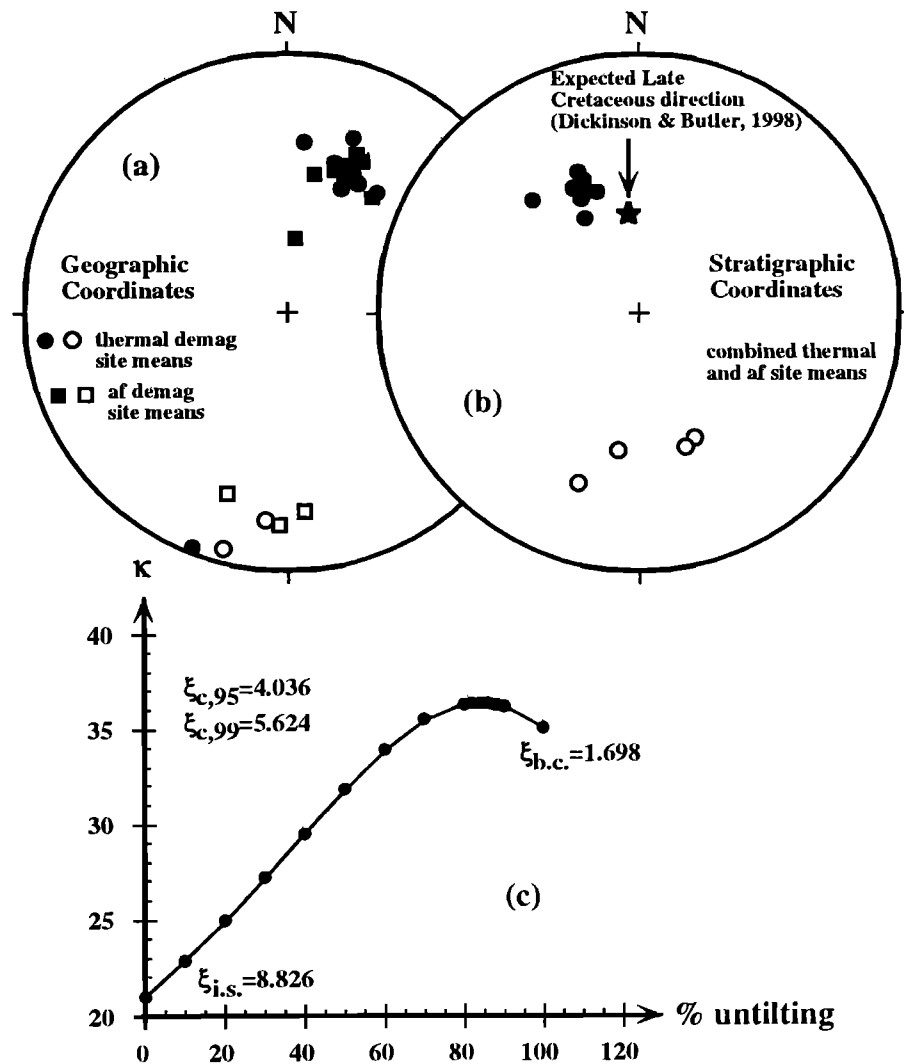 N
N
Expected Late
Cretaceous direction
(Dickinson & Butler, 1998)
(a)
Geographic
Coordinates
thermal demag
site means
af demag
site means
Stratigraphic
Coordinates
combined thermal
and af site means
(b)
κ
40
35
30
25
20
ξc,95=4.036
ξc,99=5.624
ξb.c.=1.698
(c)
ξi.s.=8.826
% untilting
0 20 40 60 80 100 120